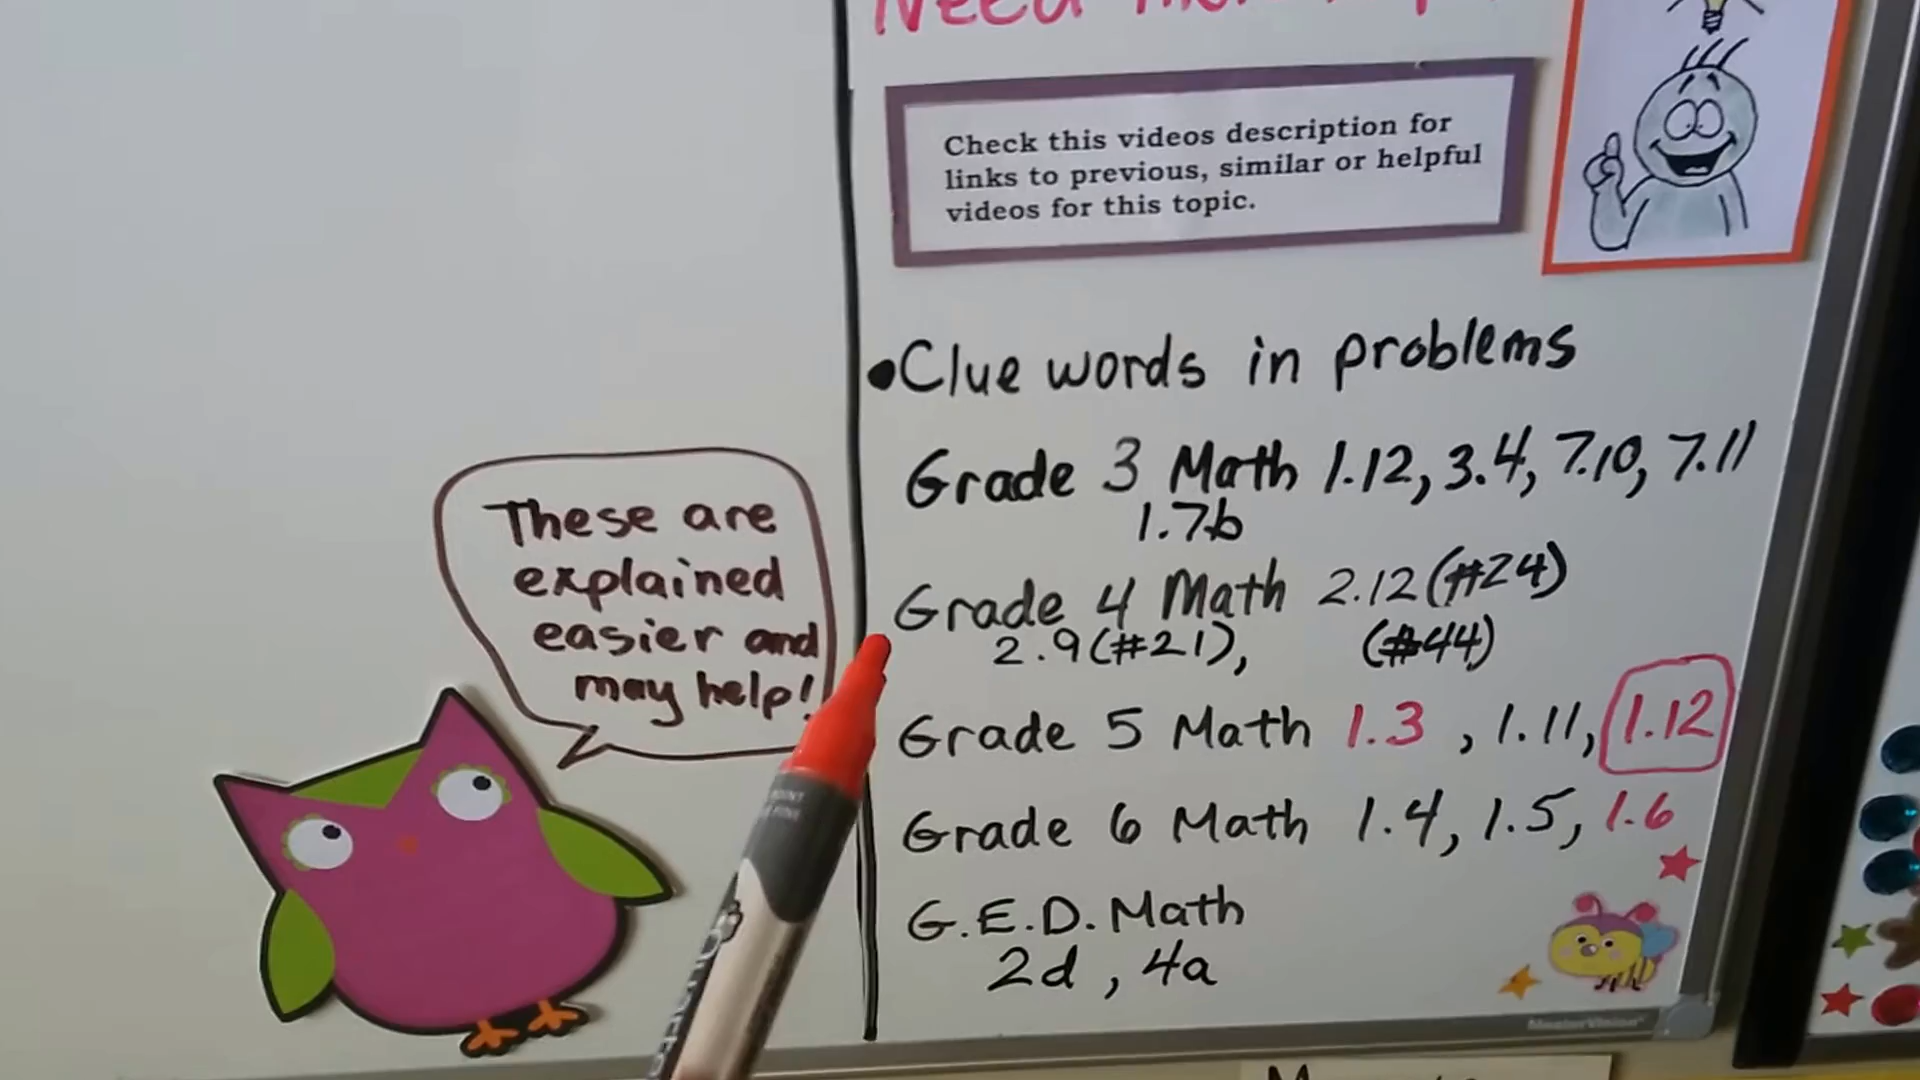 Need
Check this videos description for
links to previous, similar or helpful
videos for this topic.
•Clue words in problems
Grade 3 Math 1.12, 3.4, 7.10, 7.11
1.7b
Grade 4 Math 2.12 (#24)
2.9 (#21), (#44)
Grade 5 Math 1.3 , 1.11, 1.12
Grade 6 Math 1.4, 1.5, 1.6
G.E.D. Math
2d , 4a
These are
explained
easier and
may help!
MasterVision